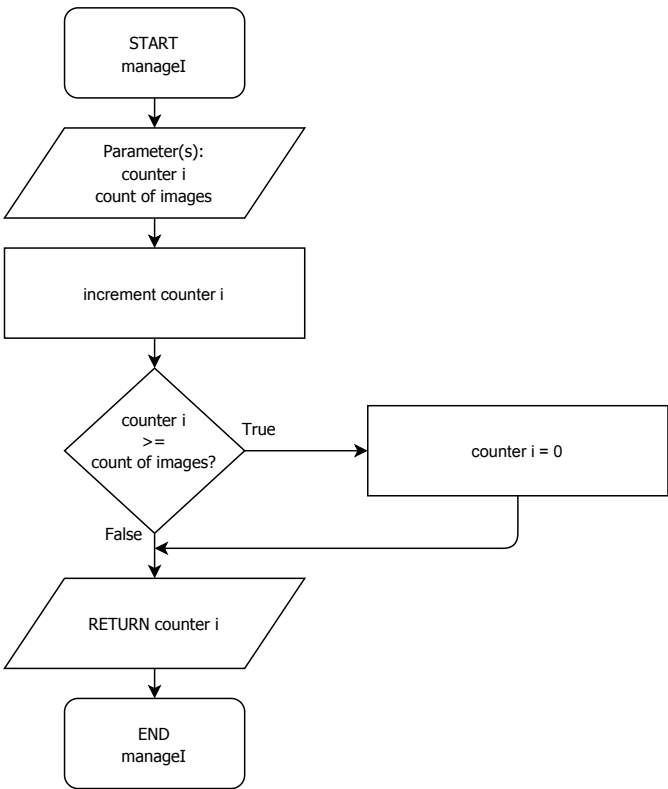 START
manageI
Parameter(s):
counter i
count of images
increment counter i
counter i
>=
count of images?
True
counter i = 0
False
RETURN counter i
END
manageI